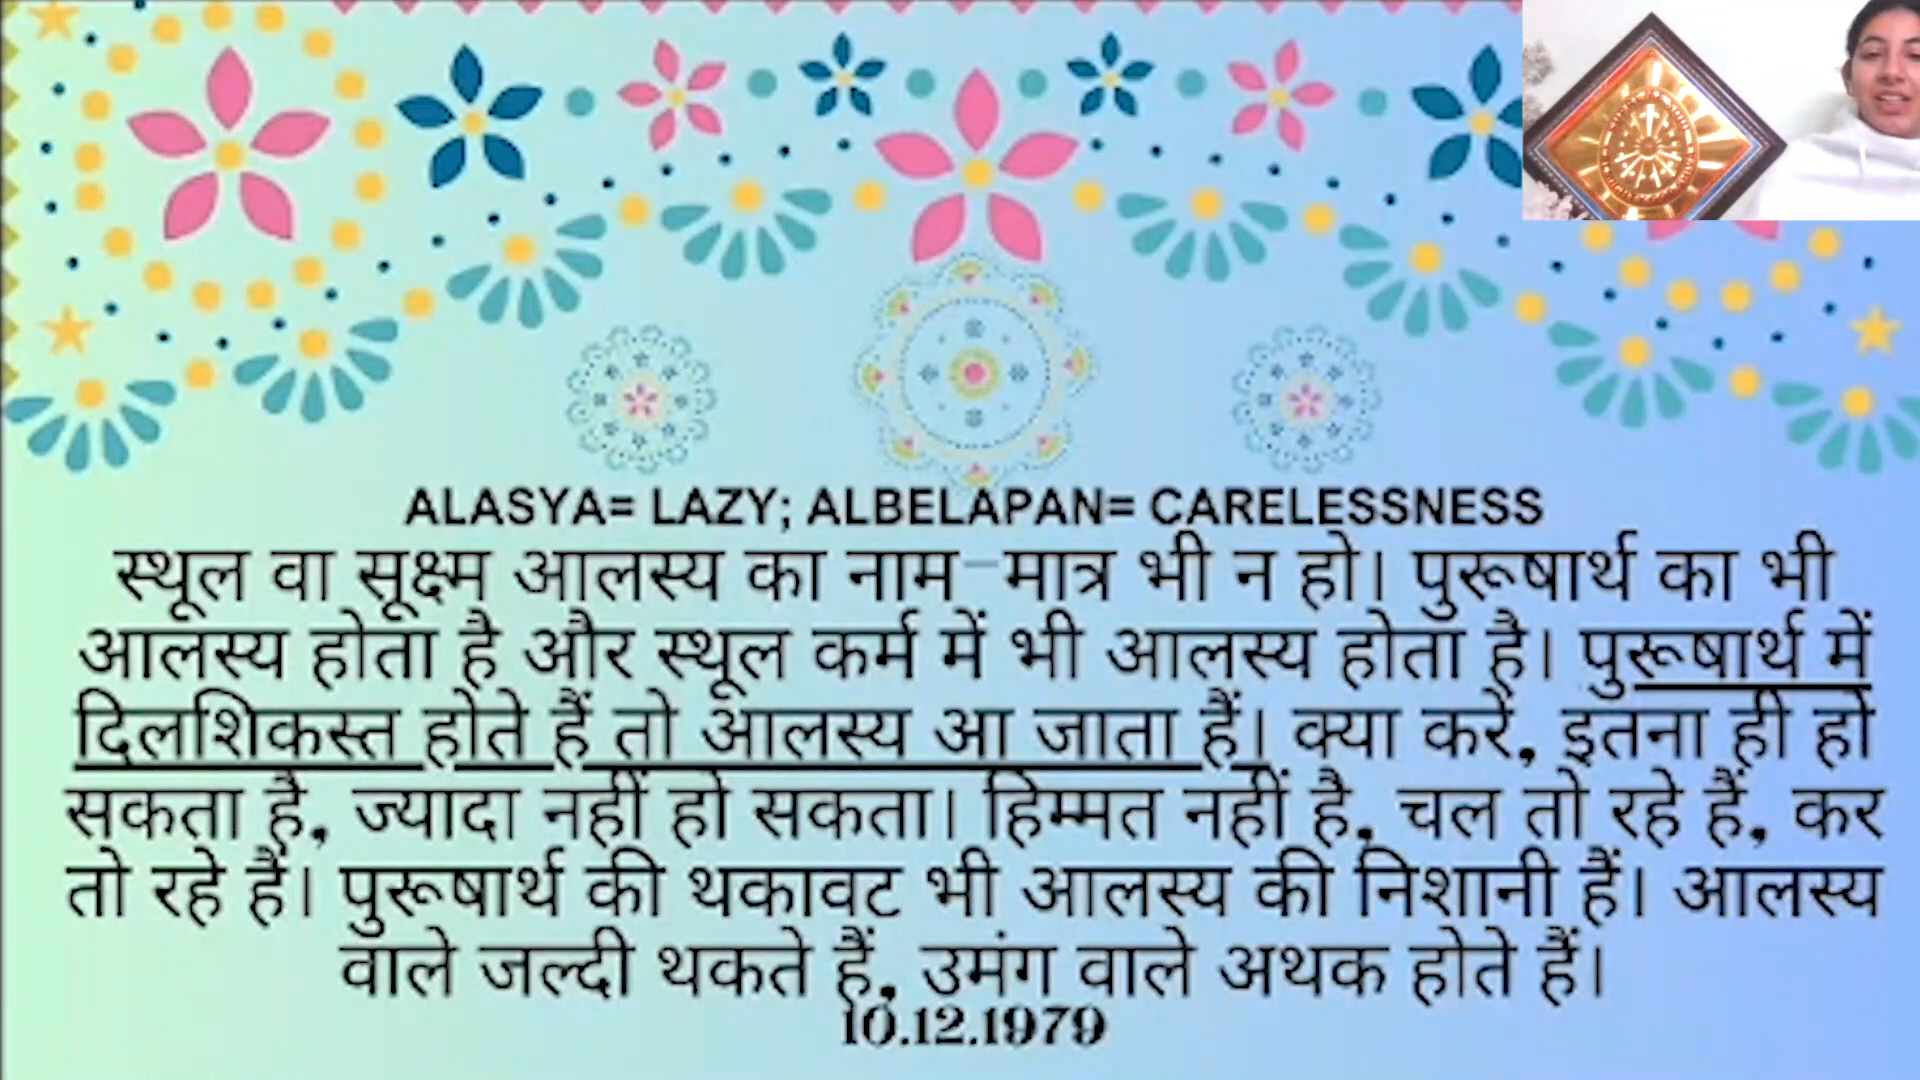 ALASYA= LAZY; ALBELAPAN= CARELESSNESS
स्थूल वा सूक्ष्म आलस्य का नाम-मात्र भी न हो। पुरूषार्थ का भी
आलस्य होता है और स्थूल कर्म में भी आलस्य होता है। पुरूषार्थ में
दिलशिकस्त होते हैं तो आलस्य आ जाता हैं। क्या करें, इतना ही हो
सकता है, ज्यादा नहीं हो सकता। हिम्मत नहीं है, चल तो रहे हैं, कर
तो रहे हैं। पुरूषार्थ की थकावट भी आलस्य की निशानी हैं। आलस्य
वाले जल्दी थकते हैं, उमंग वाले अथक होते हैं।
10.12.1979